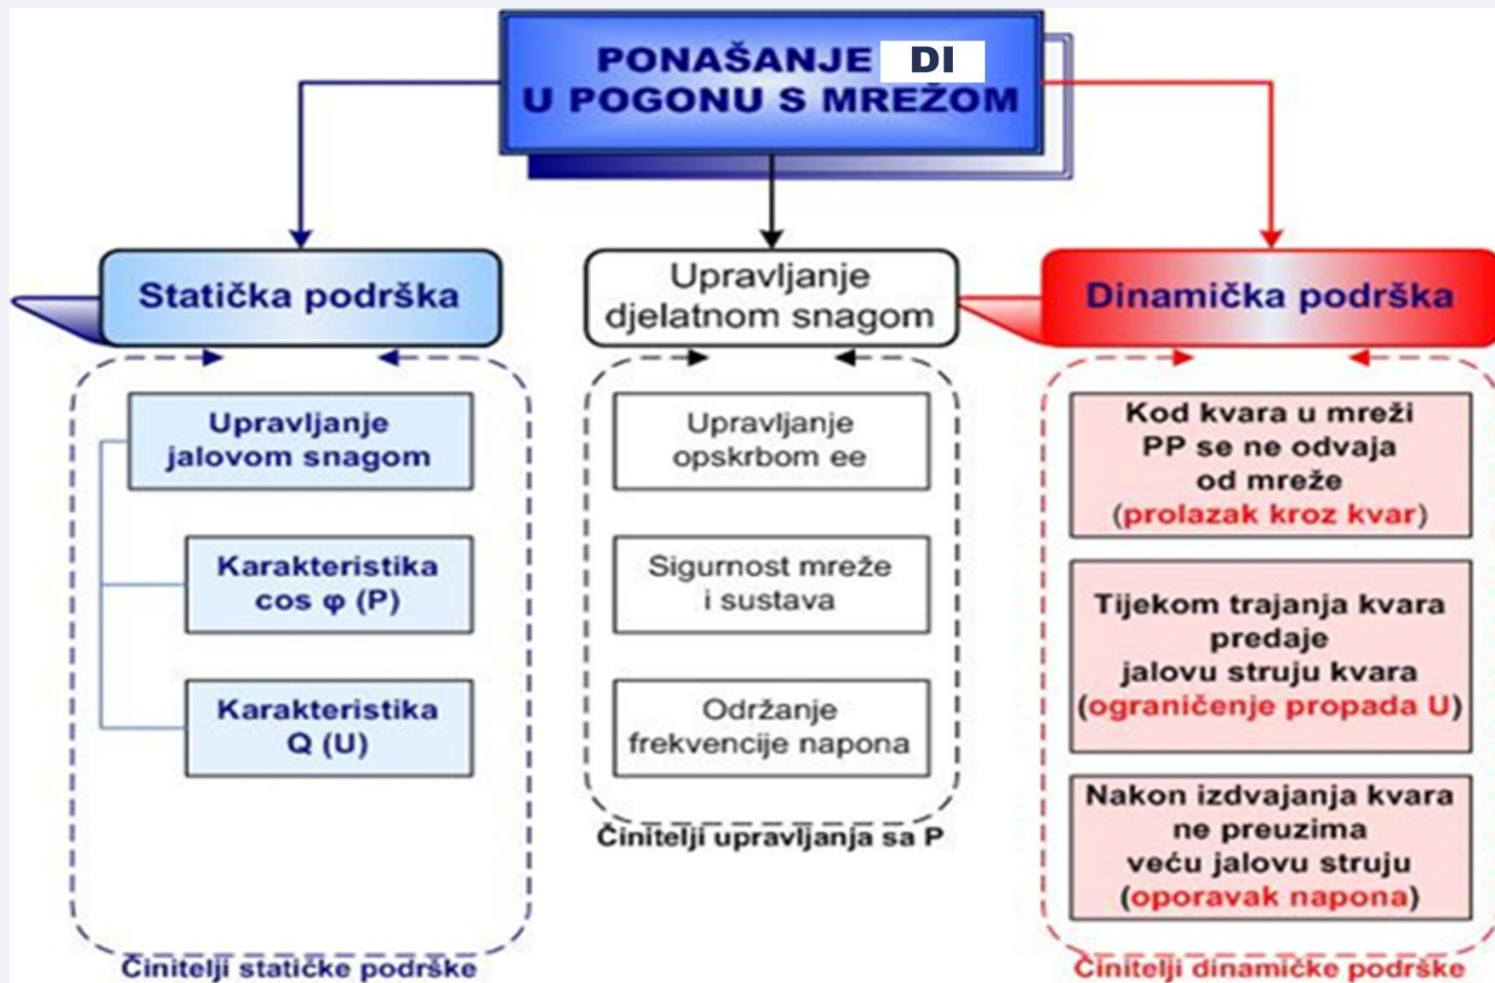 PONAŠANJE DI
U POGONU S MREŽOM
Statička podrška
Upravljanje
jalovom snagom
Karakteristika
cos φ (P)
Karakteristika
Q (U)
Činitelji statičke podrške
Upravljanje
djelatnom snagom
Upravljanje
opskrbom ee
Sigurnost mreže
i sustava
Održanje
frekvencije napona
Činitelji upravljanja sa P
Dinamička podrška
Kod kvara u mreži
PP se ne odvaja
od mreže
(prolazak kroz kvar)
Tijekom trajanja kvara
predaje
jalovu struju kvara
(ograničenje propada U)
Nakon izdvajanja kvara
ne preuzima
veću jalovu struju
(oporavak napona)
Činitelji dinamičke podrške